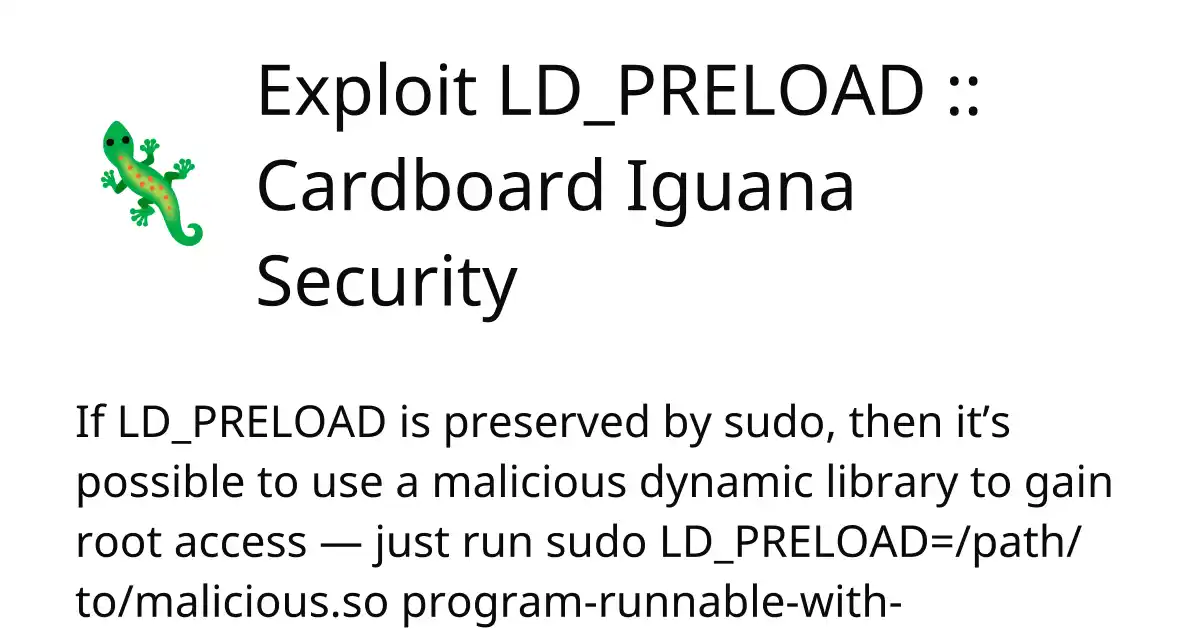 Exploit LD_PRELOAD ::
Cardboard Iguana
Security
If LD_PRELOAD is preserved by sudo, then it’s
possible to use a malicious dynamic library to gain
root access — just run sudo LD_PRELOAD=/path/
to/malicious.so program-runnable-with-